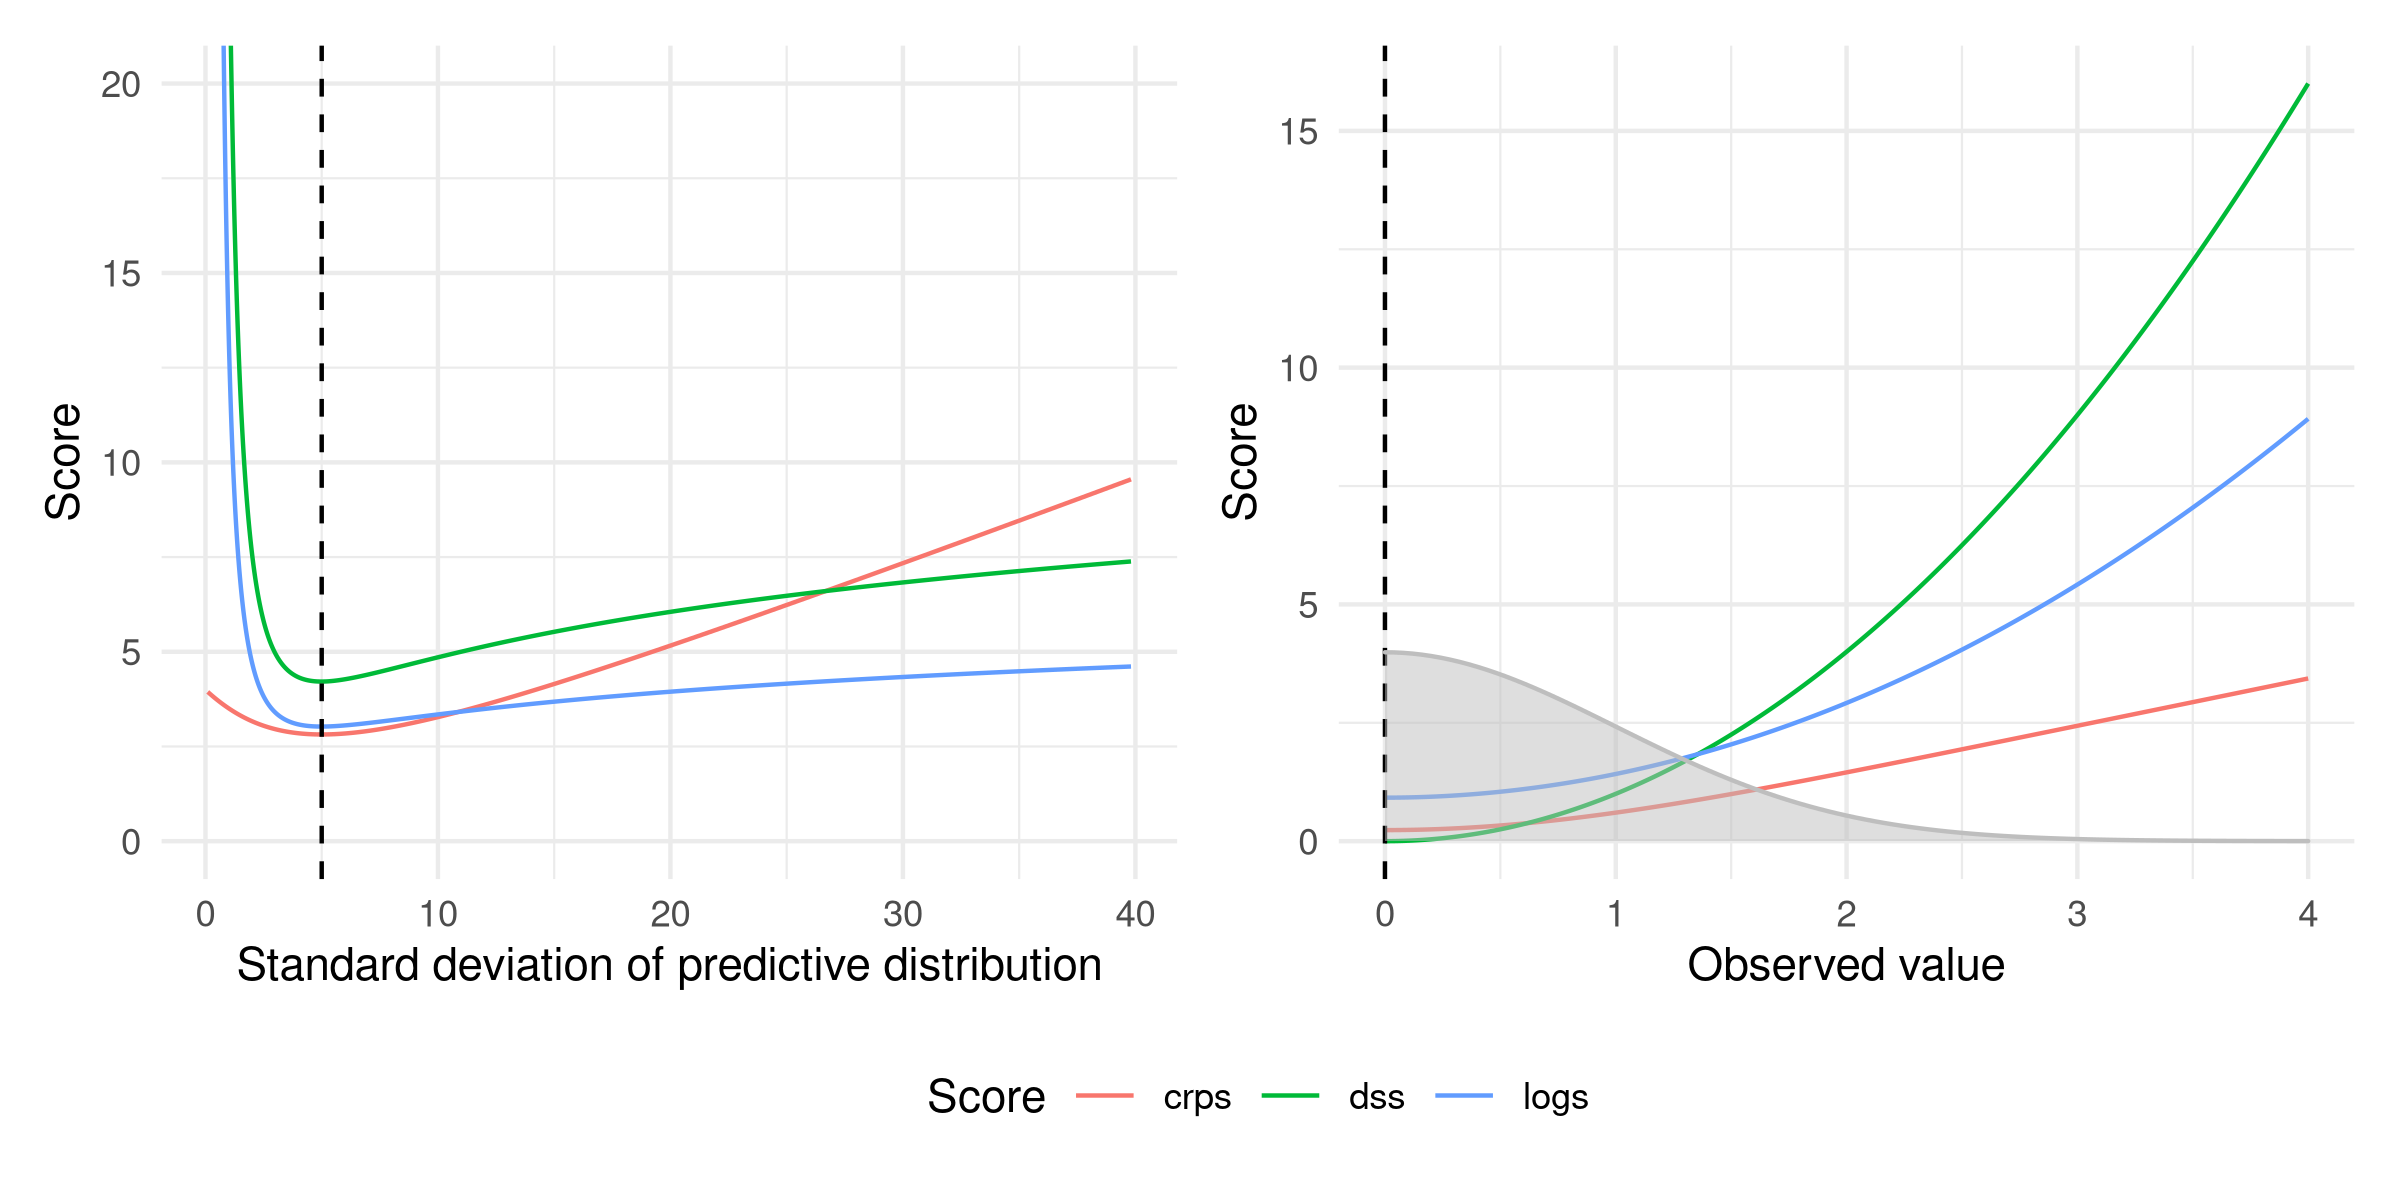 Score
20
15
10
5
0
0 10 20 30 40
Standard deviation of predictive distribution
Score
15
10
5
0
0 1 2 3 4
Observed value
Score crps dss logs